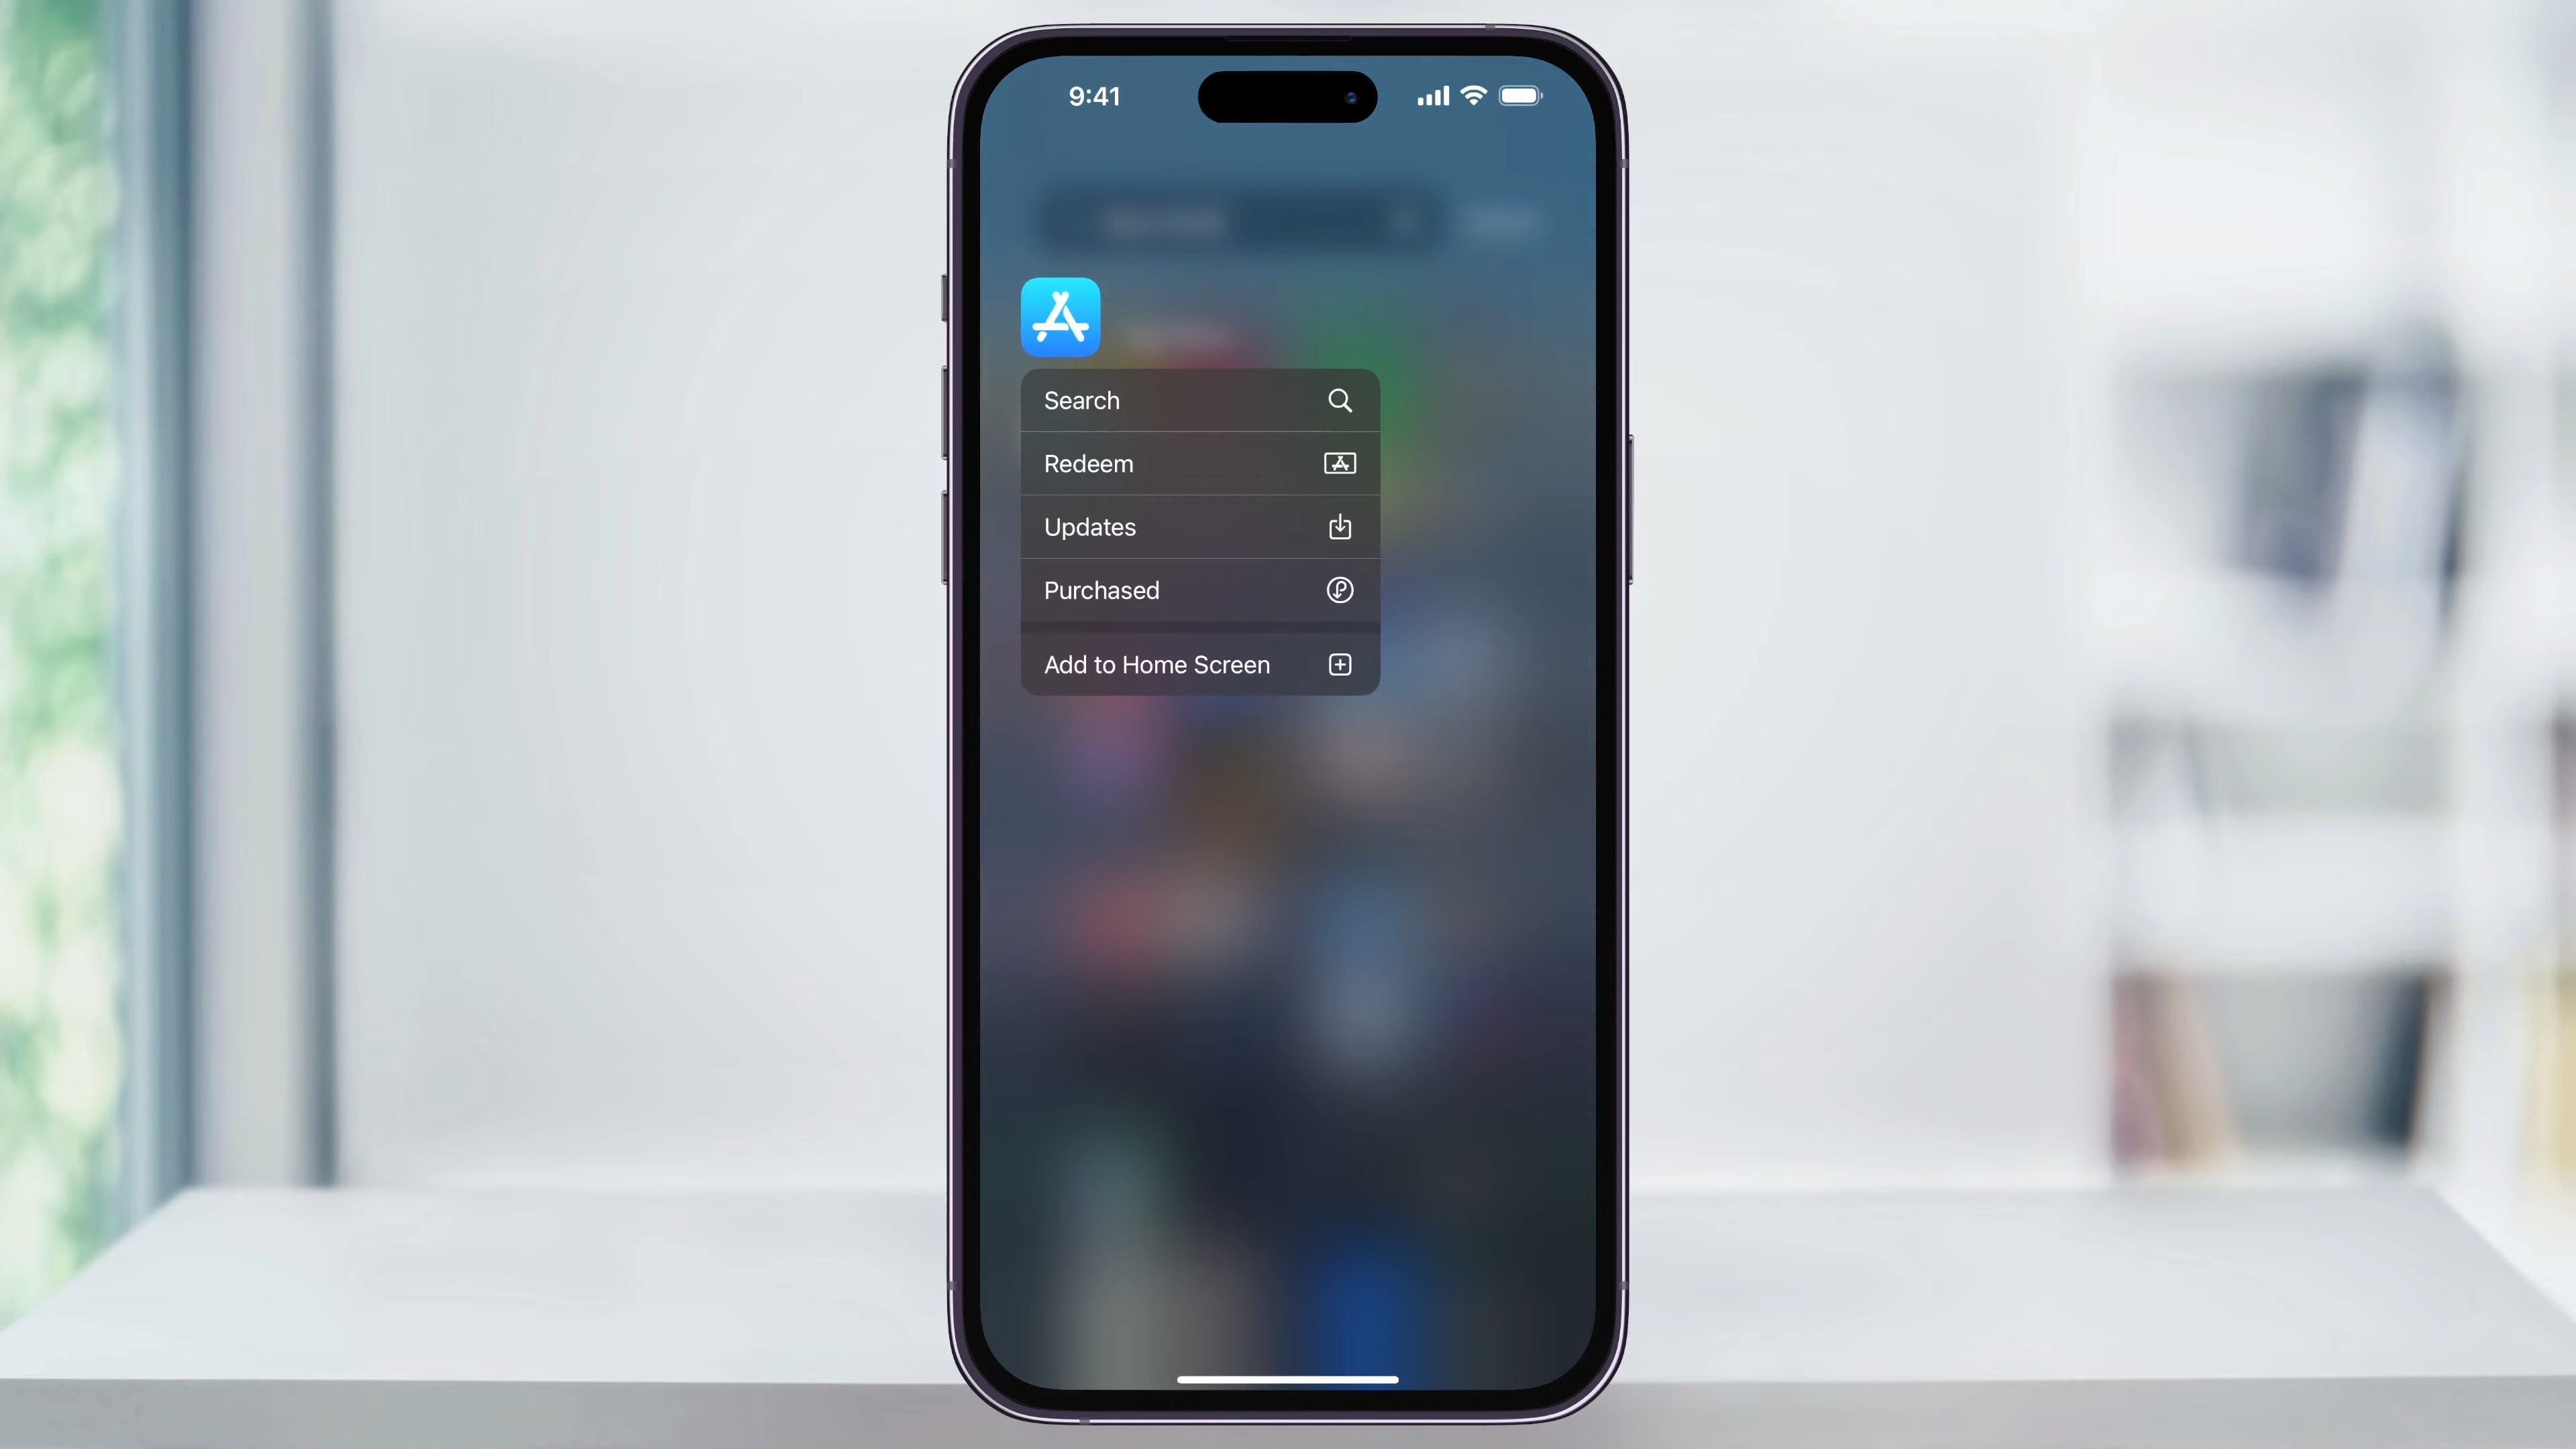 9:41
Search
Redeem
Updates
Purchased
Add to Home Screen